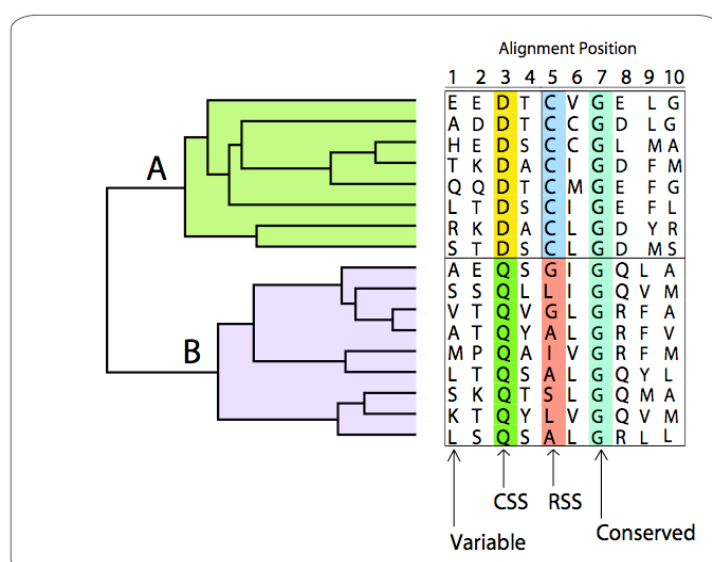 Alignment Position
1 2 3 4 5 6 7 8 9 10
E E D T C V G E L G
A D D T C C G D L G
H E D S C C G L M A
T K D A C I G D F M
A
Q Q D T C M G E F G
L T D S C L G E F L
R K D A C L G D Y R
S T D S C L G D M S
A E Q S G I G Q L A
S S Q L L I G Q V M
V T Q V G L G R F A
A T Q Y A L G R F V
B
M P Q A I V G R F M
L T Q S A L G Q Y L
S K Q T S L G Q M A
K T Q Y L V G Q V M
L S Q S A L G R L L
CSS RSS
Variable
Conserved